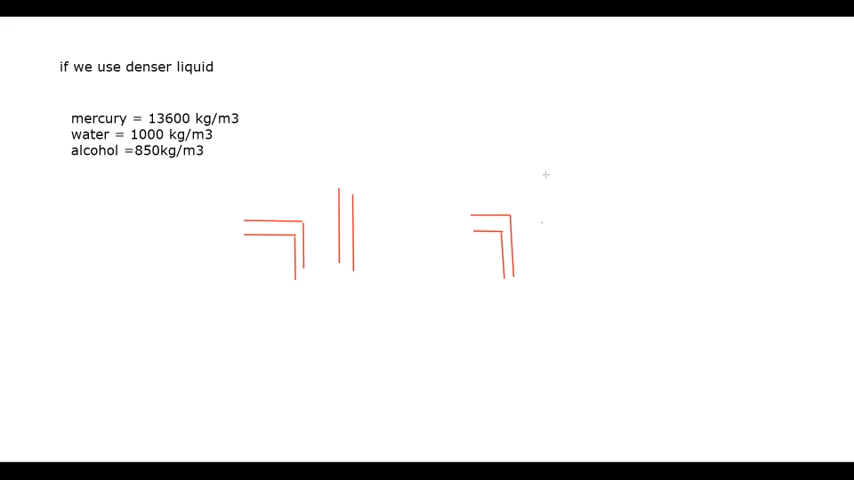 if we use denser liquid
mercury = 13600 kg/m3
water = 1000 kg/m3
alcohol =850kg/m3